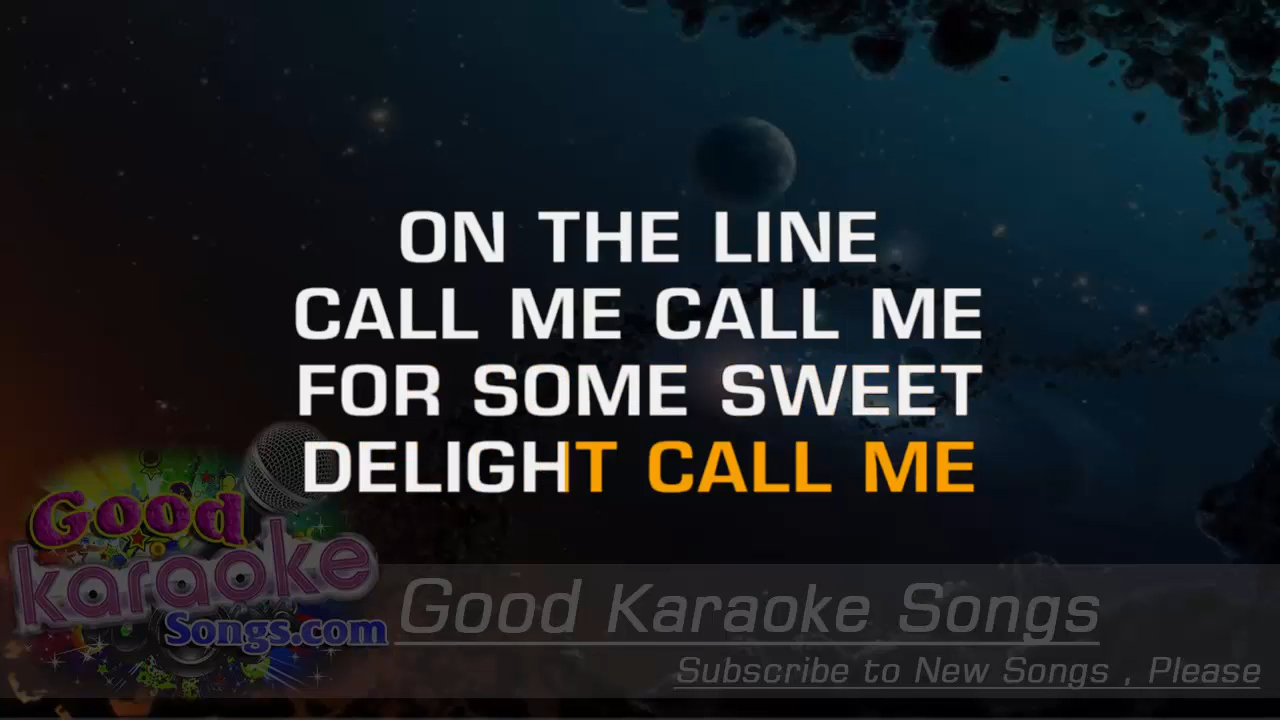 ON THE LINE
CALL ME CALL ME
FOR SOME SWEET
DELIGHT CALL ME
Good
karaoke
Songs.com
Good Karaoke Songs
Subscribe to New Songs , Please